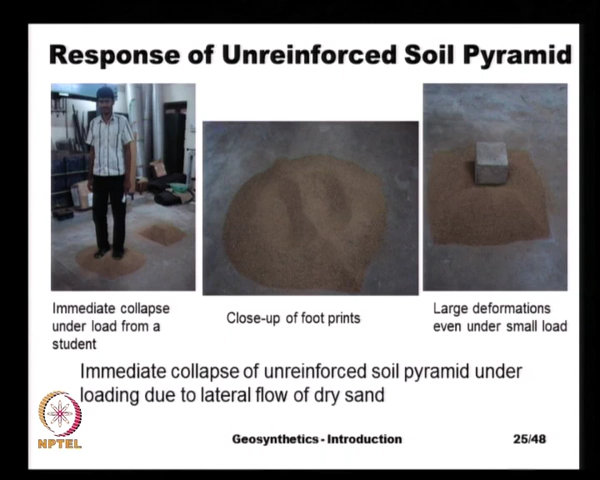 Response of Unreinforced Soil Pyramid
Immediate collapse
under load from a
student
Close-up of foot prints
Large deformations
even under small load
Immediate collapse of unreinforced soil pyramid under
loading due to lateral flow of dry sand
NPTEL
Geosynthetics - Introduction
25/48